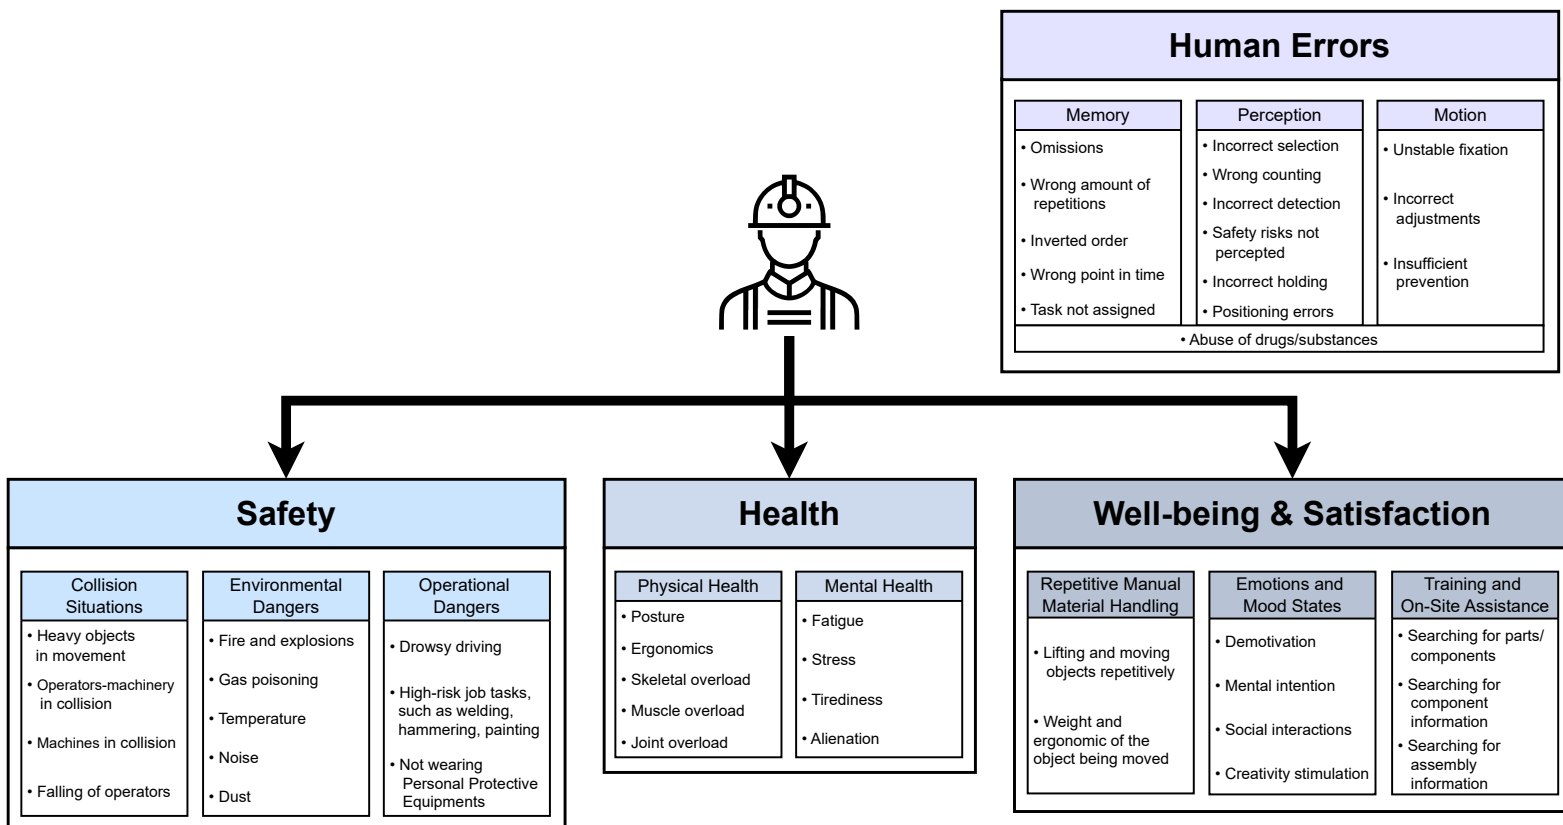 Human Errors
Memory
• Omissions
• Wrong amount of
repetitions
• Inverted order
• Wrong point in time
• Task not assigned
Perception
• Incorrect selection
• Wrong counting
• Incorrect detection
• Safety risks not
percepted
• Incorrect holding
• Positioning errors
Motion
• Unstable fixation
• Incorrect
adjustments
• Insufficient
prevention
• Abuse of drugs/substances
Safety
Collision
Situations
• Heavy objects
in movement
• Operators-machinery
in collision
• Machines in collision
• Falling of operators
Environmental
Dangers
• Fire and explosions
• Gas poisoning
• Temperature
• Noise
• Dust
Operational
Dangers
• Drowsy driving
• High-risk job tasks,
such as welding,
hammering, painting
• Not wearing
Personal Protective
Equipments
Health
Physical Health
• Posture
• Ergonomics
• Skeletal overload
• Muscle overload
• Joint overload
Mental Health
• Fatigue
• Stress
• Tirediness
• Alienation
Well-being & Satisfaction
Repetitive Manual
Material Handling
• Lifting and moving
objects repetitively
• Weight and
ergonomic of the
object being moved
Emotions and
Mood States
• Demotivation
• Mental intention
• Social interactions
• Creativity stimulation
Training and
On-Site Assistance
• Searching for parts/
components
• Searching for
component
information
• Searching for
assembly
information